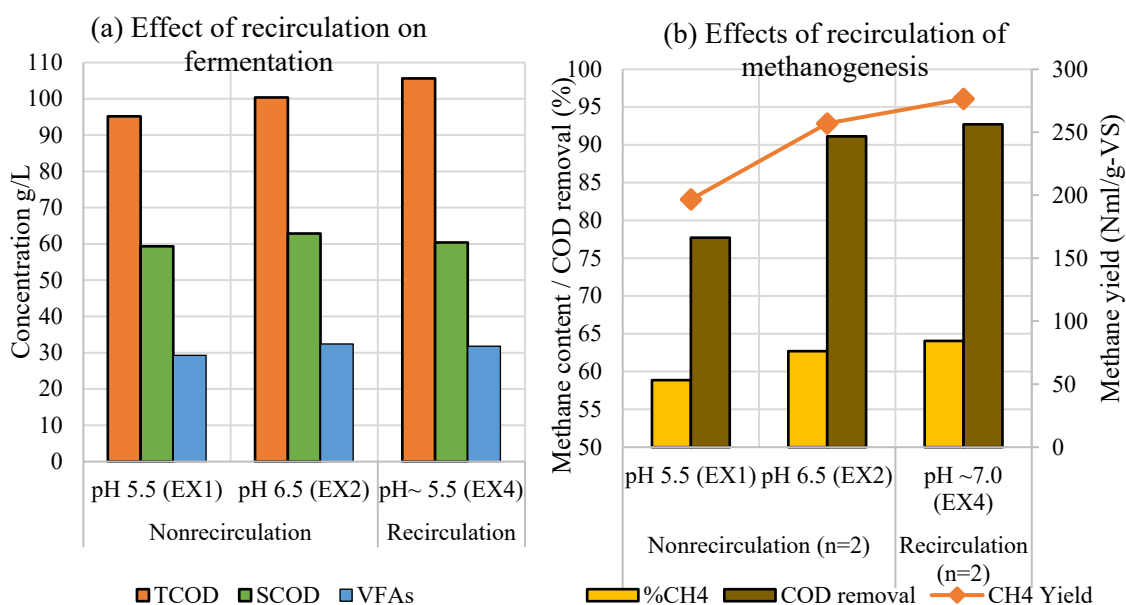 (a) Effect of recirculation on
fermentation
Concentration g/L
110
100
90
80
70
60
50
40
30
20
10
0
pH 5.5 (EX1) pH 6.5 (EX2) pH~ 5.5 (EX4)
Nonrecirculation Recirculation
TCOD SCOD VFAs
(b) Effects of recirculation of
methanogenesis
Methane content / COD removal (%)
100
95
90
85
80
75
70
65
60
55
50
300
250
200
150
100
50
0
Methane yield (Nml/g-VS)
pH 5.5 (EX1) pH 6.5 (EX2) pH ~7.0
(EX4)
Nonrecirculation (n=2) Recirculation
(n=2)
%CH4 COD removal CH4 Yield